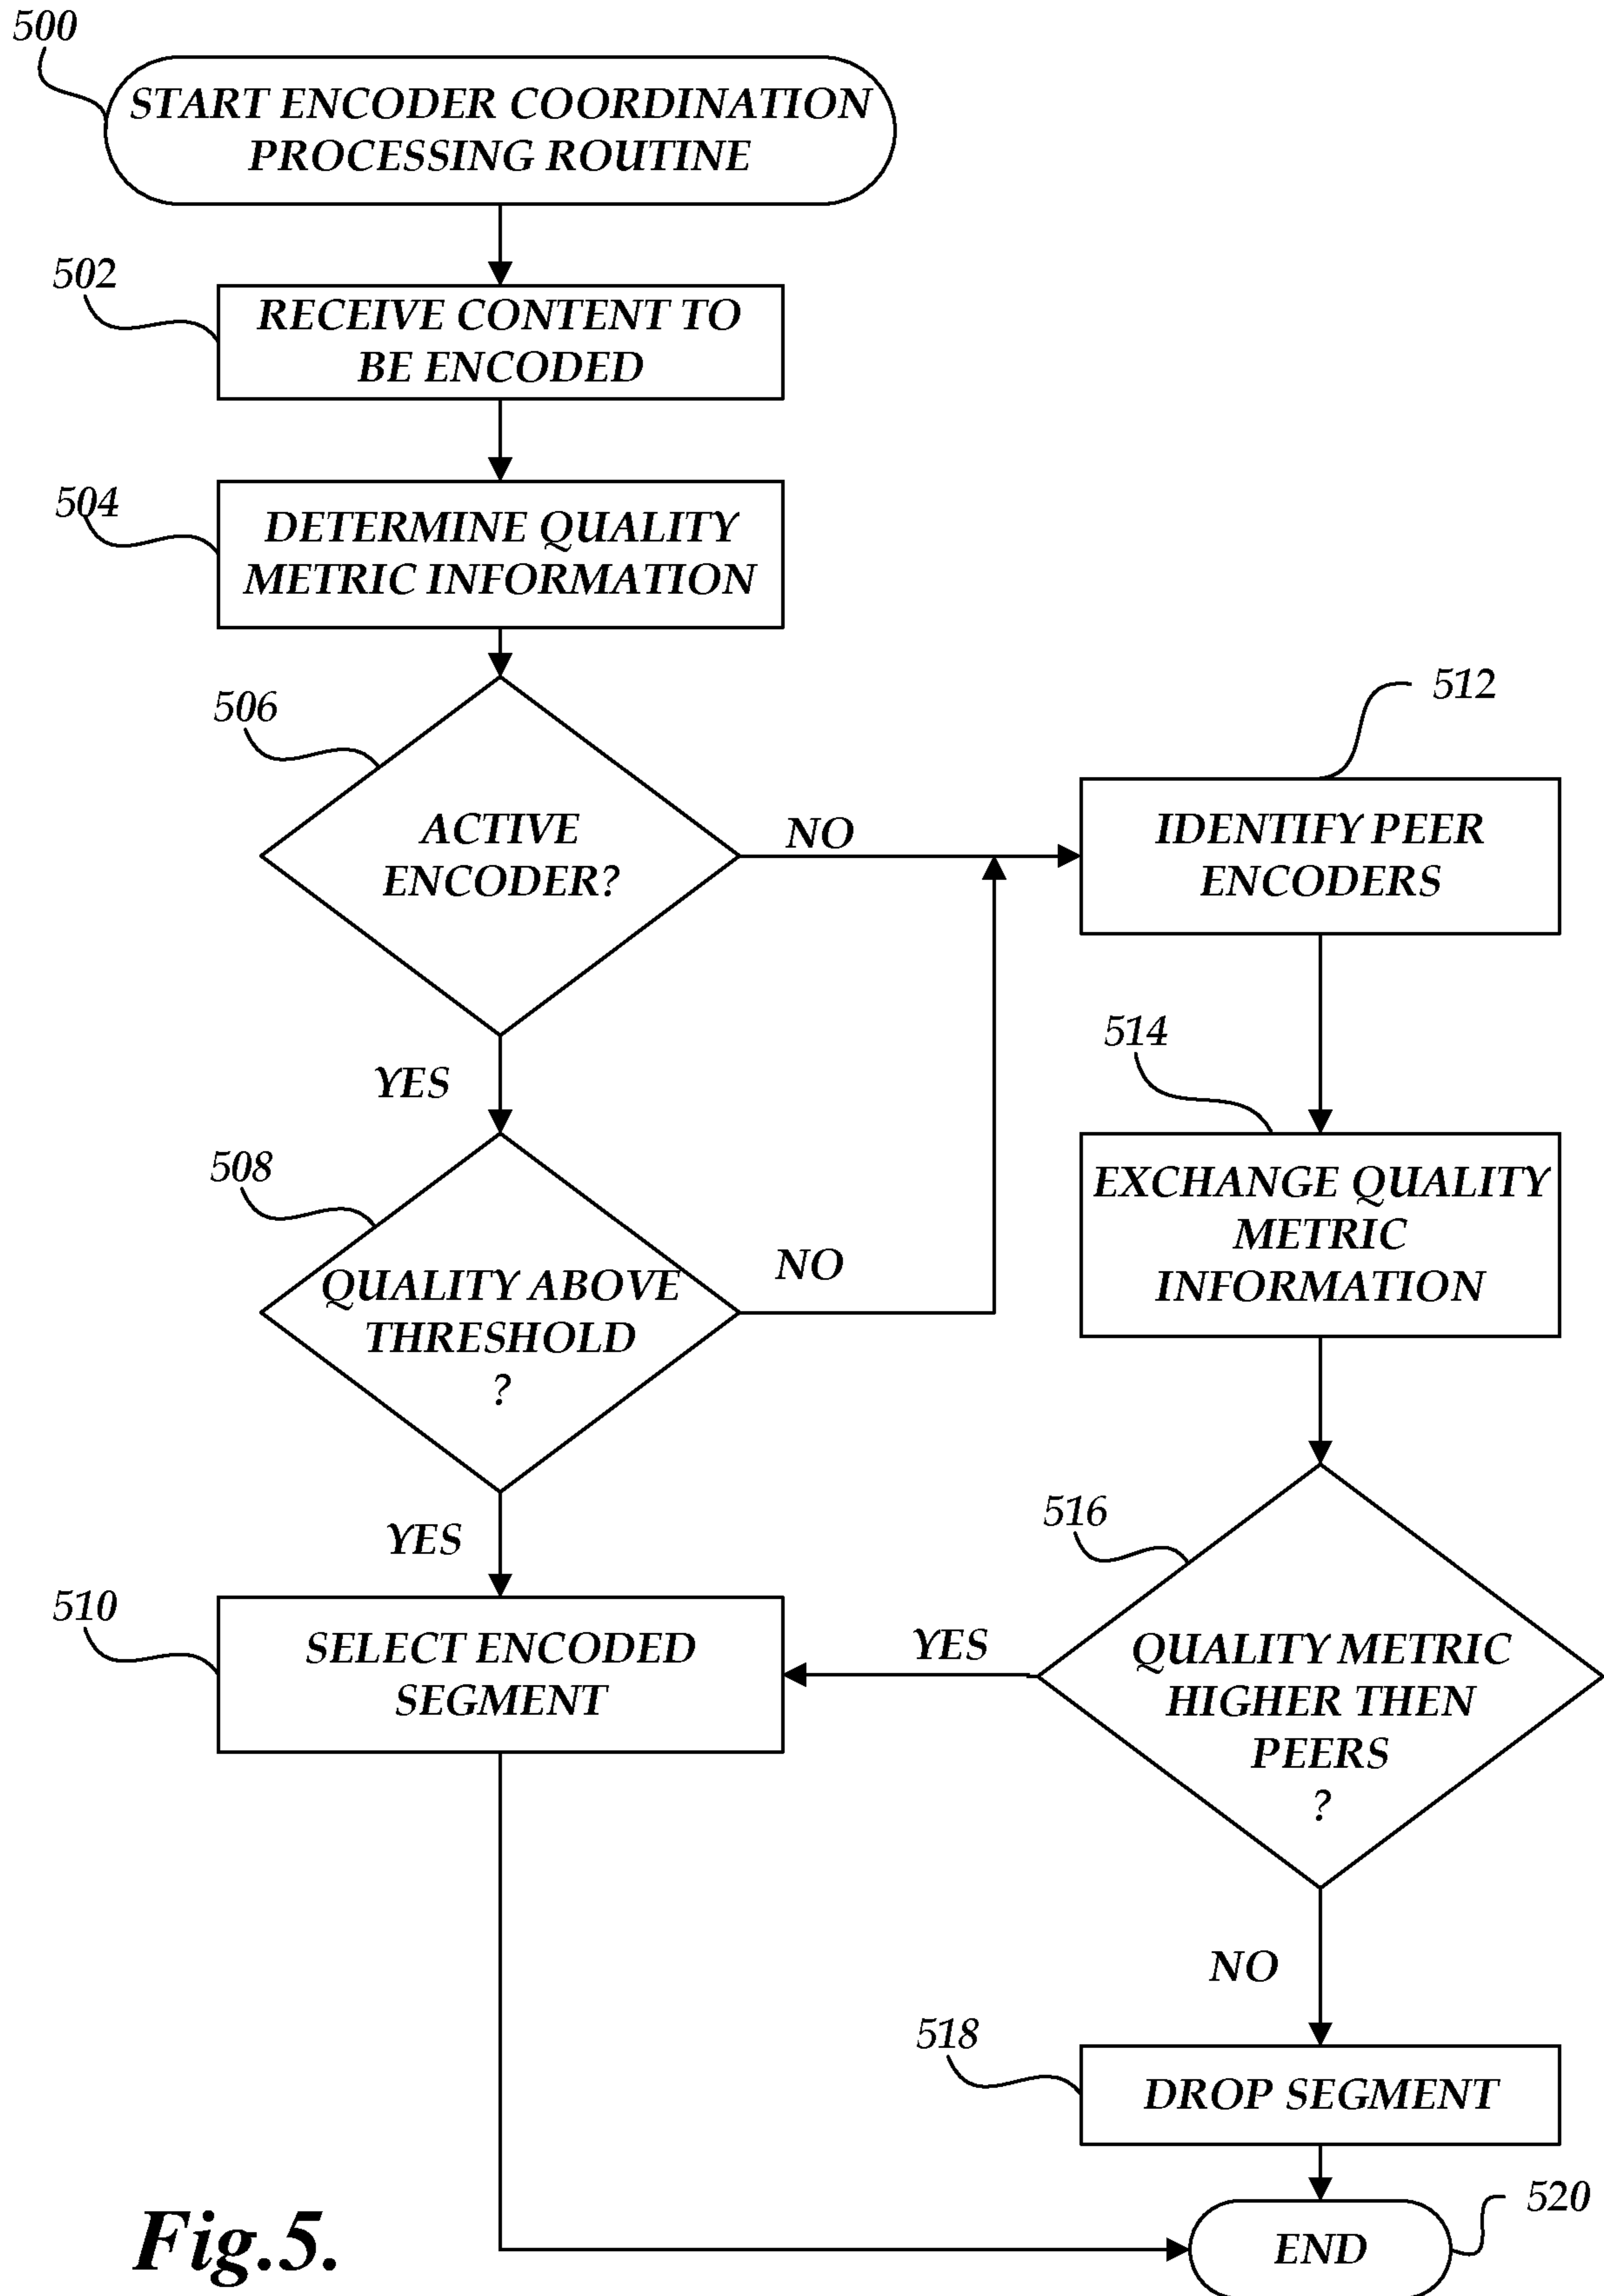 500
START ENCODER COORDINATION
PROCESSING ROUTINE
502
RECEIVE CONTENT TO
BE ENCODED
504
DETERMINE QUALITY
METRIC INFORMATION
506
ACTIVE
ENCODER?
NO
YES
508
QUALITY ABOVE
THRESHOLD
?
NO
YES
510
SELECT ENCODED
SEGMENT
512
IDENTIFY PEER
ENCODERS
514
EXCHANGE QUALITY
METRIC
INFORMATION
516
QUALITY METRIC
HIGHER THEN
PEERS
?
YES
NO
518
DROP SEGMENT
520
END
Fig.5.